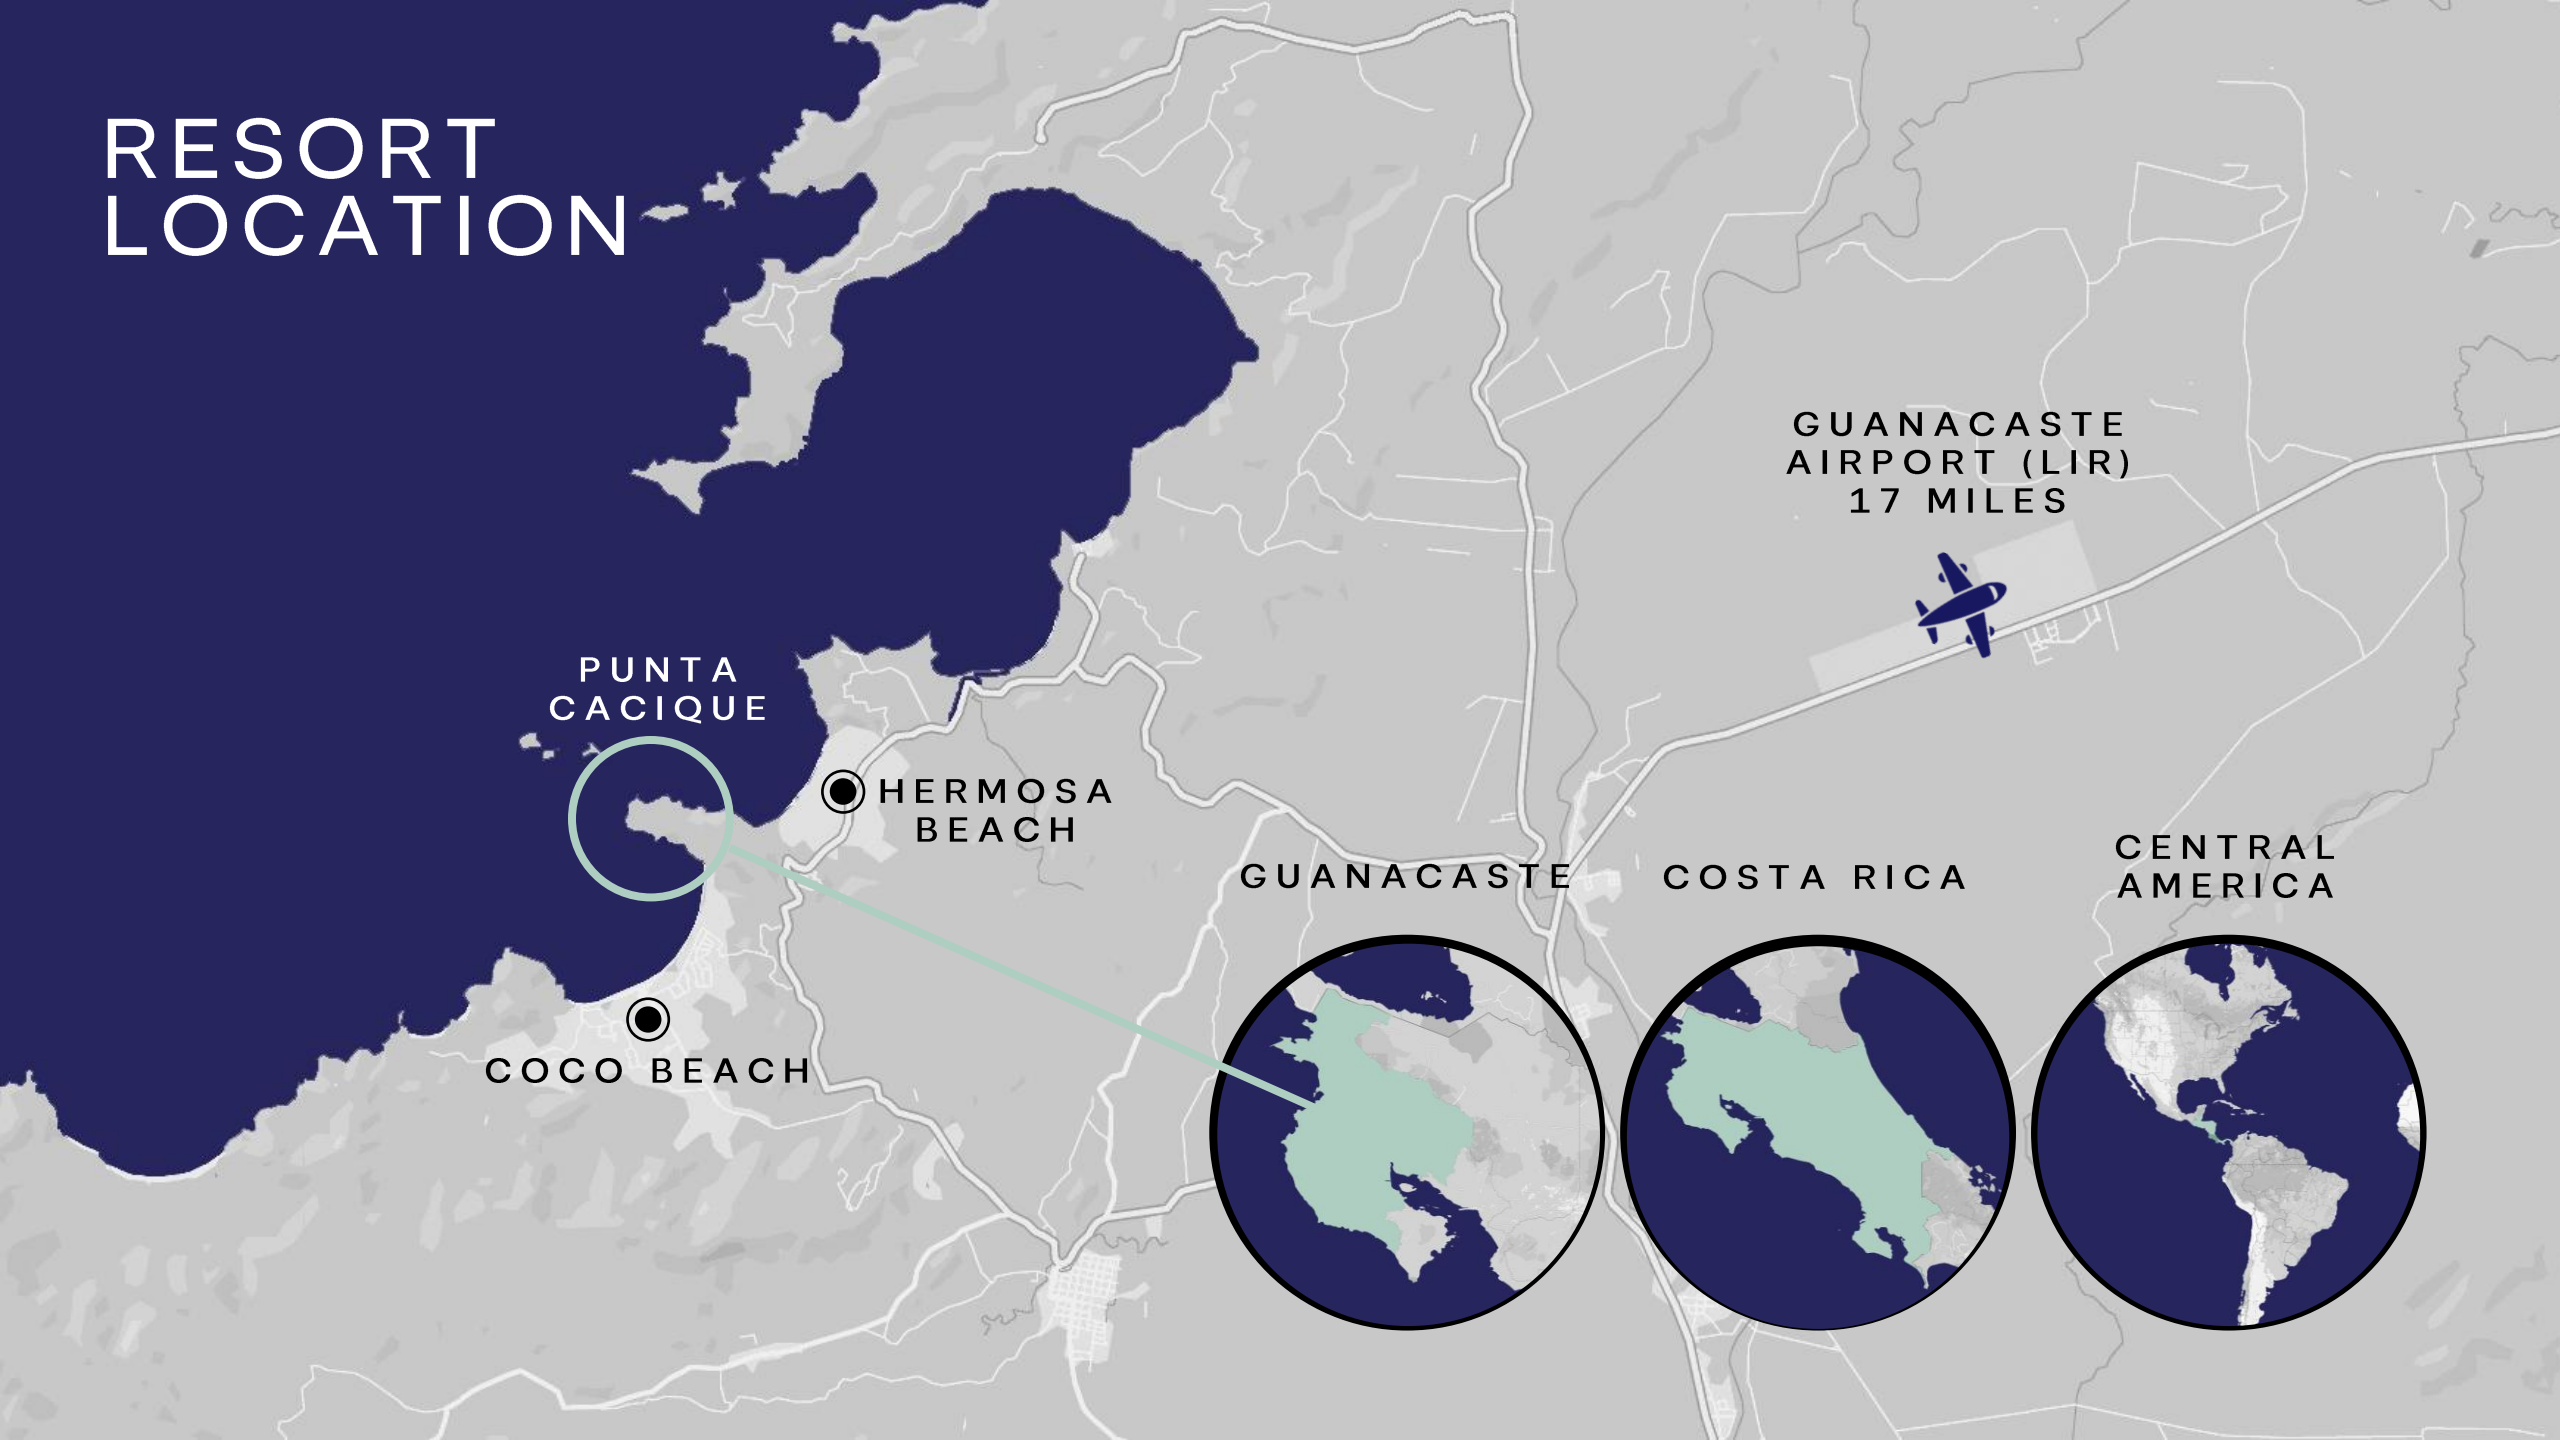 RESORT
LOCATION
GUANACASTE
AIRPORT (LIR)
17 MILES
PUNTA
CACIQUE
HERMOSA
BEACH
COCO BEACH
GUANACASTE
COSTA RICA
CENTRAL
AMERICA